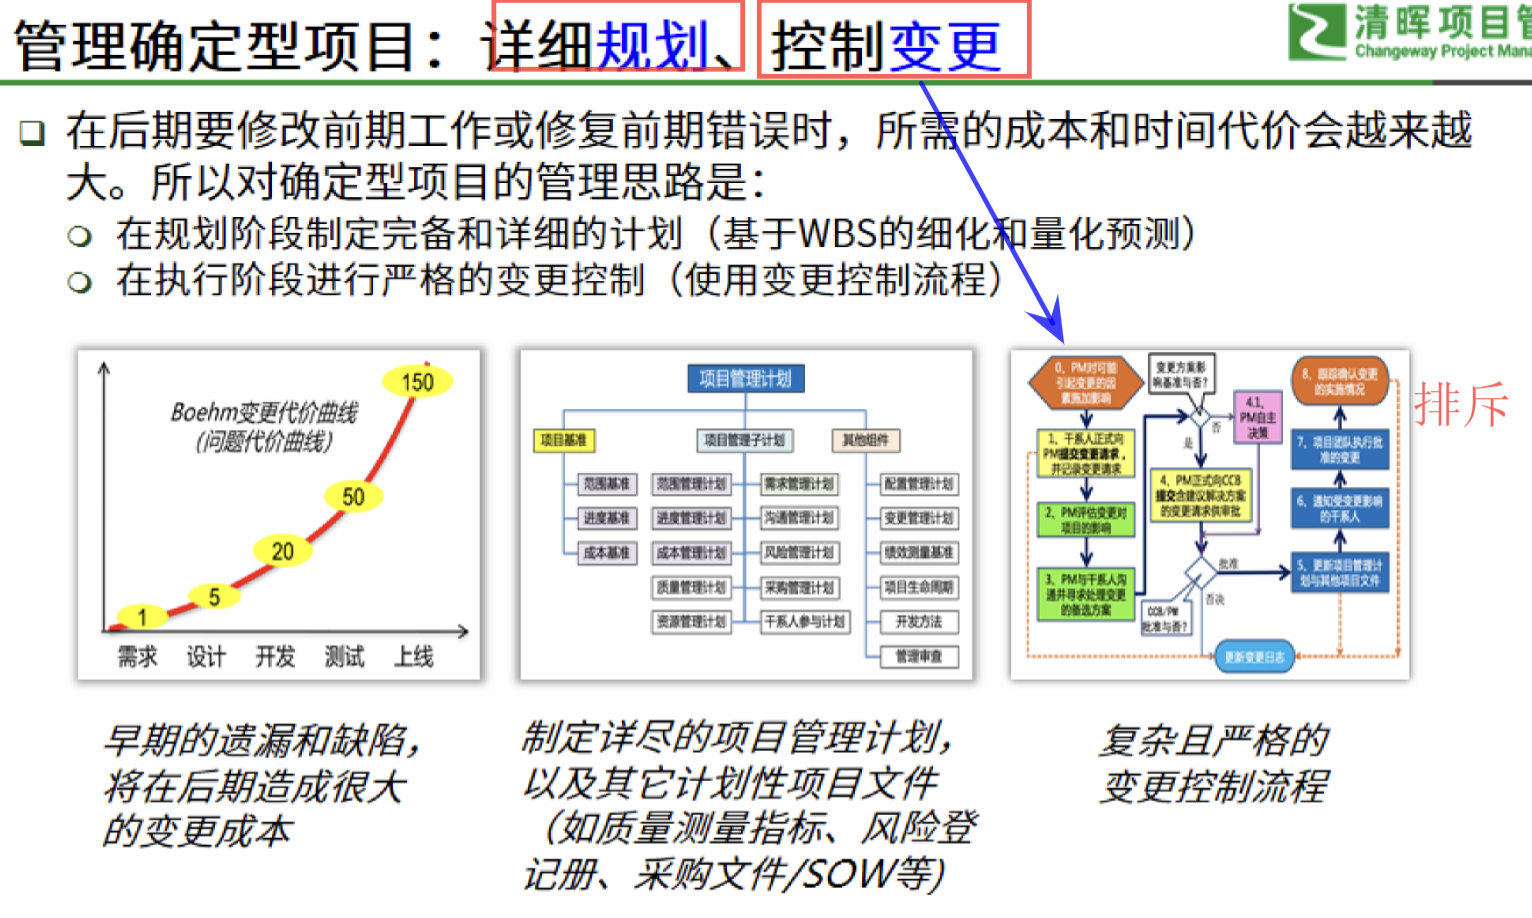 管理确定型项目：详细规划、控制变更
清晖项目管
Changeway Project Mana
在后期要修改前期工作或修复前期错误时，所需的成本和时间代价会越来越
大。所以对确定型项目的管理思路是：
在规划阶段制定完备和详细的计划（基于WBS的细化和量化预测）
在执行阶段进行严格的变更控制（使用变更控制流程）
Boehm变更代价曲线
(问题代价曲线)
150
50
20
5
1
需求 设计 开发 测试 上线
项目管理计划
项目基准 项目管理子计划 其他组件
范围基准 范围管理计划 需求管理计划 配置管理计划
进度基准 进度管理计划 沟通管理计划 变更管理计划
成本基准 成本管理计划 风险管理计划 绩效测量基准
质量管理计划 采购管理计划 项目生命周期
资源管理计划 干系人参与计划 开发方法
管理审查
0、PM对可能
引起变更的因
素施加影响
1、干系人正式向
PM提交变更请求，
并记录变更请求
2、PM评估变更对
项目的影响
3、PM与干系人沟
通并寻求处理变更
的备选方案
变更方案影
响基准与否？
否
是
4.1、
PM自主
决策
4、PM正式向CCB
提交含建议解决方案
的变更请求供审批
批准
否决
CCB/PM
批准与否？
5、更新项目管理计
划与其他项目文件
6、通知受变更影响
的干系人
7、项目团队执行批
准的变更
8、跟踪确认变更
的实施情况
更新变更日志
排斥
早期的遗漏和缺陷，
将在后期造成很大
的变更成本
制定详尽的项目管理计划，
以及其它计划性项目文件
（如质量测量指标、风险登
记册、采购文件/SOW等)
复杂且严格的
变更控制流程